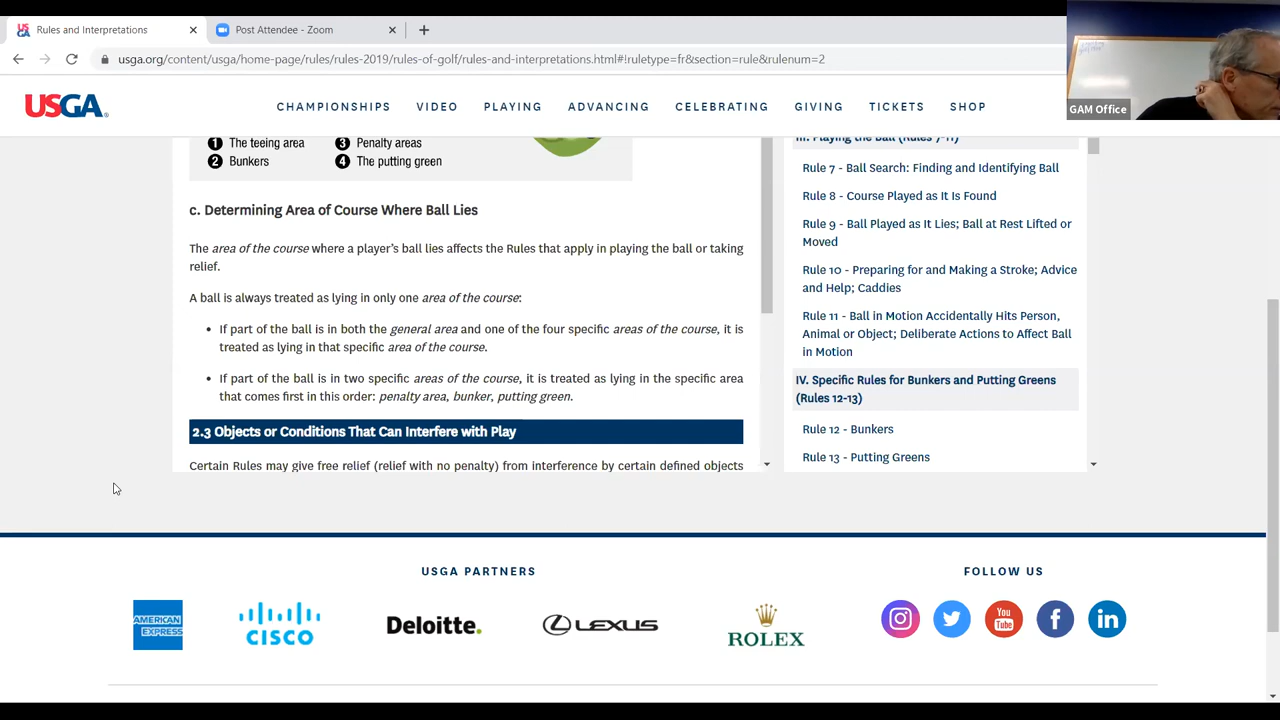 Rules and Interpretations
Post Attendee - Zoom
usga.org/content/usga/home-page/rules/rules-2019/rules-of-golf/rules-and-interpretations.html#!ruletype=fr&section=rule&rulenum=2
GAM Office
USGA
CHAMPIONSHIPS VIDEO PLAYING ADVANCING CELEBRATING GIVING TICKETS SHOP
1 The teeing area 3 Penalty areas
2 Bunkers 4 The putting green
c. Determining Area of Course Where Ball Lies
The area of the course where a player's ball lies affects the Rules that apply in playing the ball or taking
relief.
A ball is always treated as lying in only one area of the course:
• If part of the ball is in both the general area and one of the four specific areas of the course, it is
treated as lying in that specific area of the course.
• If part of the ball is in two specific areas of the course, it is treated as lying in the specific area
that comes first in this order: penalty area, bunker, putting green.
2.3 Objects or Conditions That Can Interfere with Play
Certain Rules may give free relief (relief with no penalty) from interference by certain defined objects
III. Playing the Ball (Rules 7-11)
Rule 7 - Ball Search: Finding and Identifying Ball
Rule 8 - Course Played as It Is Found
Rule 9 - Ball Played as It Lies; Ball at Rest Lifted or
Moved
Rule 10 - Preparing for and Making a Stroke; Advice
and Help; Caddies
Rule 11 - Ball in Motion Accidentally Hits Person,
Animal or Object; Deliberate Actions to Affect Ball
in Motion
IV. Specific Rules for Bunkers and Putting Greens
(Rules 12-13)
Rule 12 - Bunkers
Rule 13 - Putting Greens
USGA PARTNERS
FOLLOW US
AMERICAN
EXPRESS
CISCO
Deloitte.
LEXUS
ROLEX
You
Tube
in